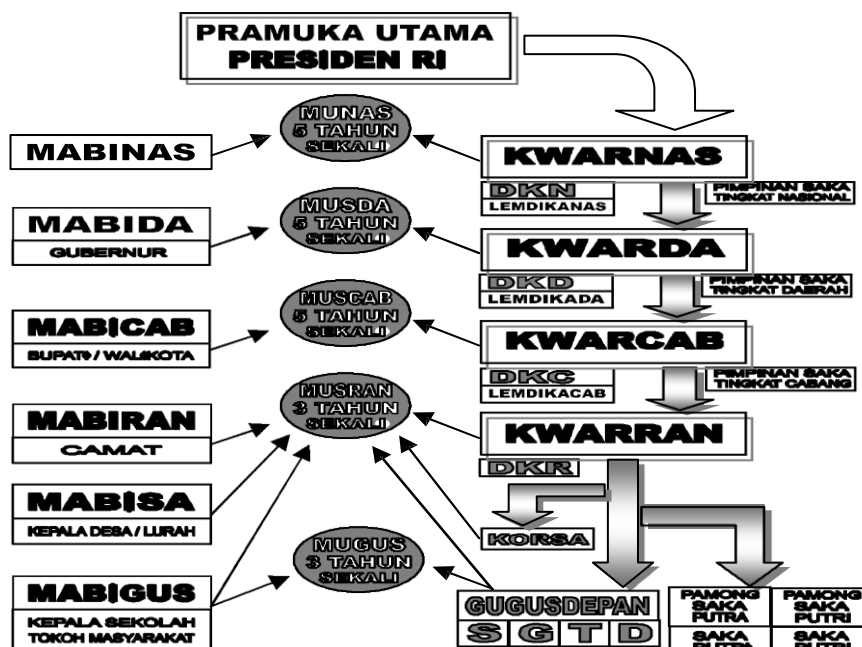 PRAMUKA UTAMA
PRESIDEN RI
MUNAS
5 TAHUN
SEKALI
MABINAS
KWARNAS
DKN
LEMDIKANAS
PIMPINAN SAKA
TINGKAT NASIONAL
MUSDA
5 TAHUN
SEKALI
MABIDA
GUBERNUR
KWARDA
DKD
LEMDIKADA
PIMPINAN SAKA
TINGKAT DAERAH
MUSCAB
5 TAHUN
SEKALI
MABICAB
BUPATI / WALIKOTA
KWARCAB
DKC
LEMDIKACAB
PIMPINAN SAKA
TINGKAT CABANG
MUSRAN
3 TAHUN
SEKALI
MABIRAN
CAMAT
KWARRAN
DKR
MABISA
KEPALA DESA / LURAH
KORSA
MUGUS
3 TAHUN
SEKALI
MABIGUS
KEPALA SEKOLAH
TOKOH MASYARAKAT
GUGUSDEPAN
S G T D
PAMONG
SAKA
PUTRA
PAMONG
SAKA
PUTRI
SAKA
PUTRA
SAKA
PUTRI